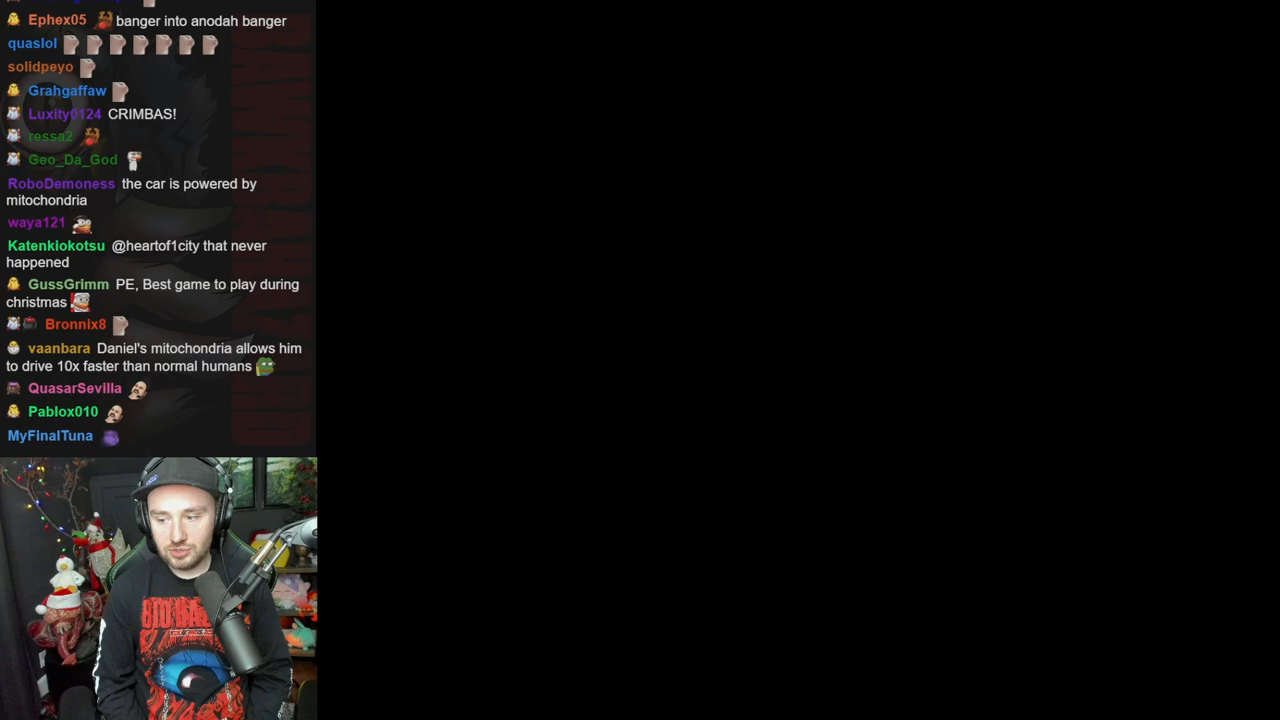 Ephex05 banger into anodah banger
quaslol
solidpeyo
Grahgaffaw
Luxity0124 CRIMBAS!
ressa2
Geo_Da_God
RoboDemoness the car is powered by
mitochondria
waya121
Katenkiokotsu @heartof1city that never
happened
GussGrimm PE, Best game to play during
christmas
Bronnix8
vaanbara Daniel's mitochondria allows him
to drive 10x faster than normal humans
QuasarSevilla
Pablox010
MyFinalTuna